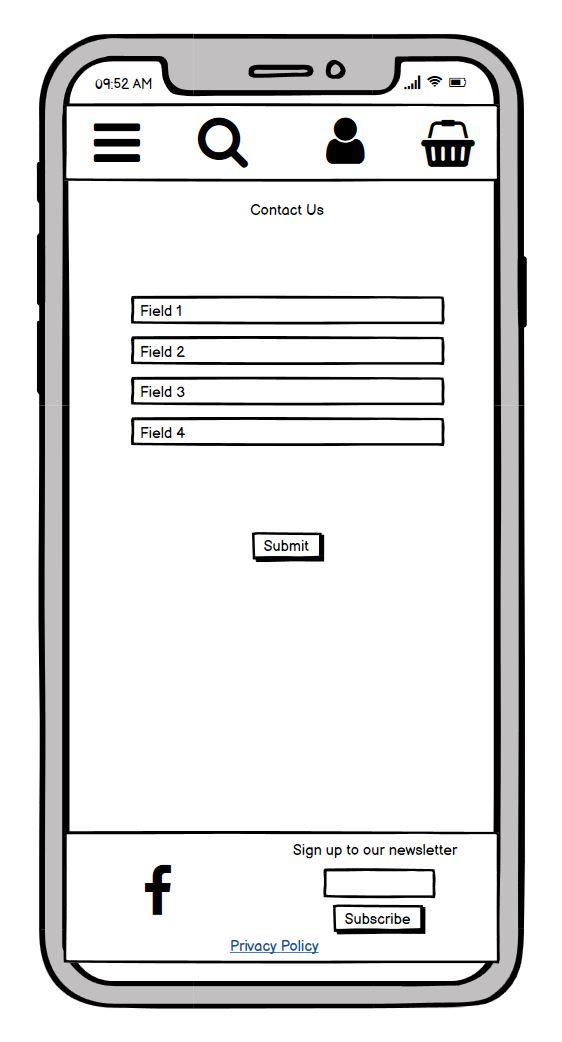 09:52 AM
Contact Us
Field 1
Field 2
Field 3
Field 4
Submit
Sign up to our newsletter
Subscribe
Privacy Policy